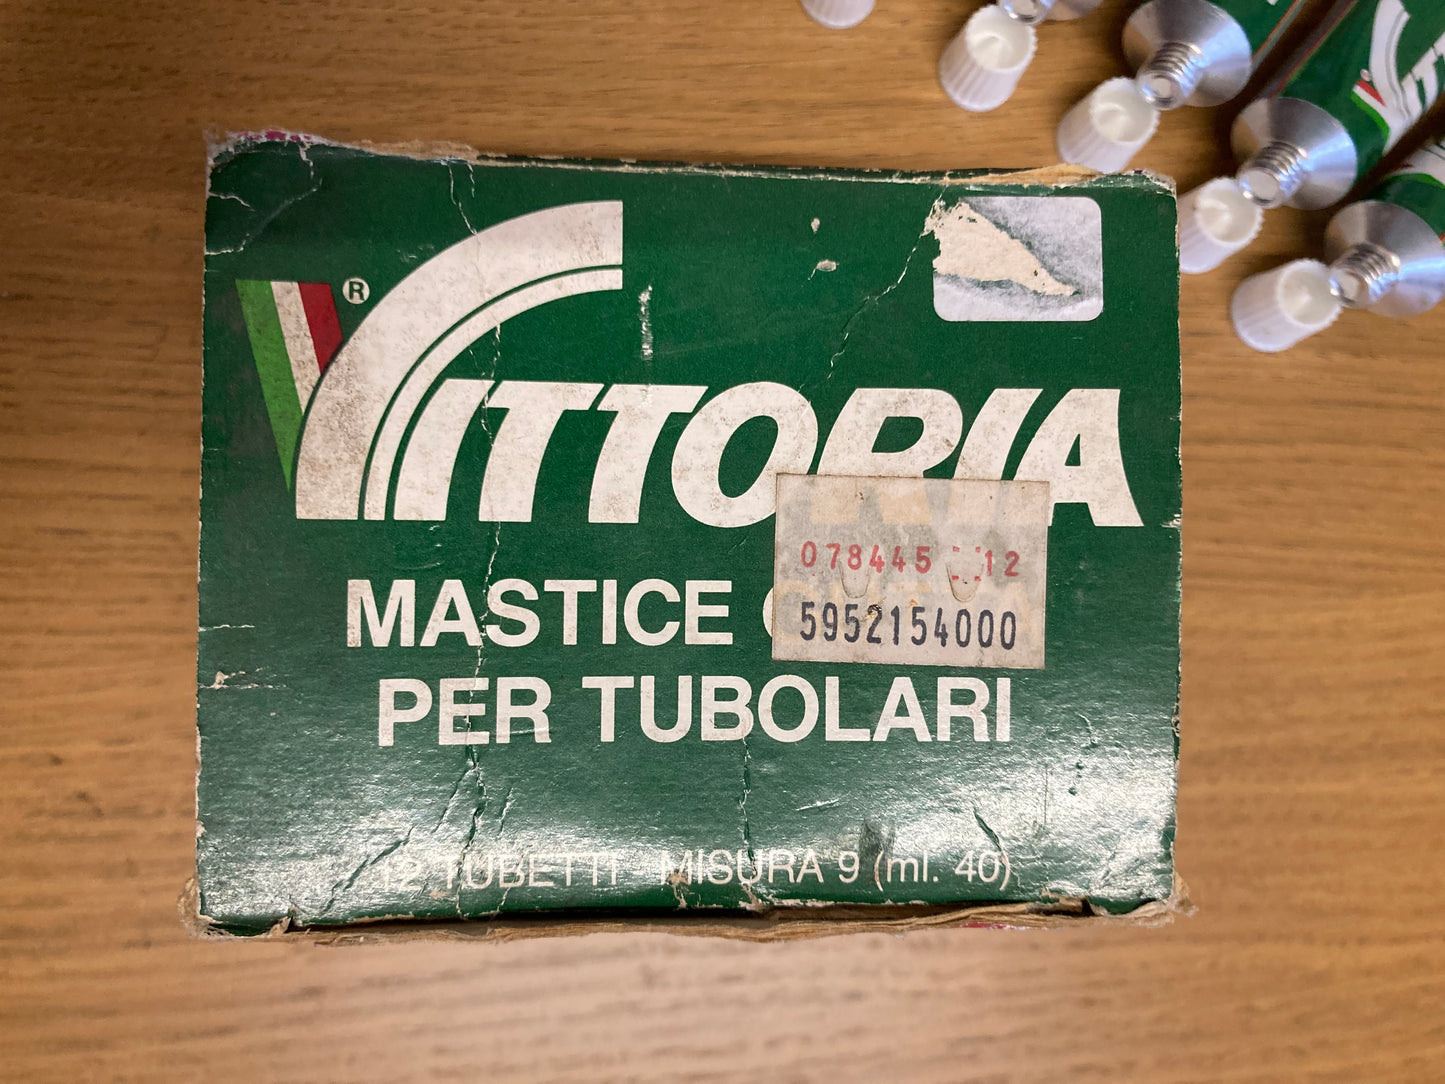 VITTORIA
®
078445 12
5952154000
MASTICE
PER TUBOLARI
12 TUBETTI MISURA 9 (ml. 40)